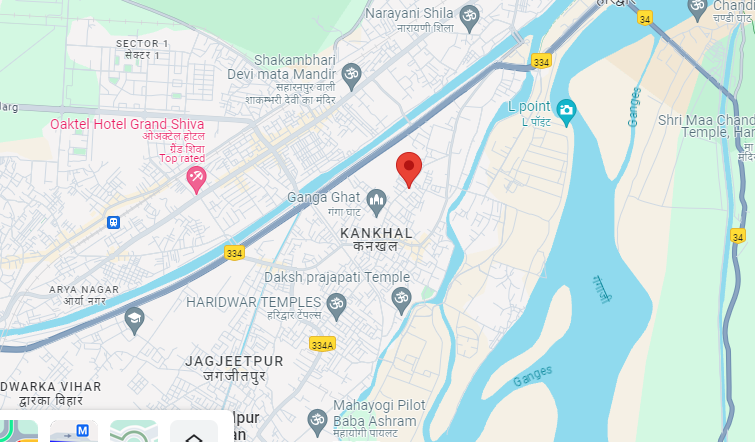 Narayani Shila
नारायणी शिला
34
SECTOR 1
सेक्टर 1
334
Shakambhari
Devi mata Mandir
सहारनपुर वाली
शाकम्भरी देवी का मंदिर
Oaktel Hotel Grand Shiva
ओअक्टेल होटल
ग्रैंड शिवा
Top rated
L point
L पॉइंट
Ganges
Shri Maa Chand
Temple, Har
Ganga Ghat
गंगा घाट
KANKHAL
कनखल
334
34
Daksh prajapati Temple
ARYA NAGAR
आर्या नगर
HARIDWAR TEMPLES
हरिद्वार टेंपल्स
गंगाजी
334A
JAGJEETPUR
जगजीतपुर
Ganges
DWARKA VIHAR
द्वारका विहार
Mahayogi Pilot
Baba Ashram
महायोगी पायलट
M